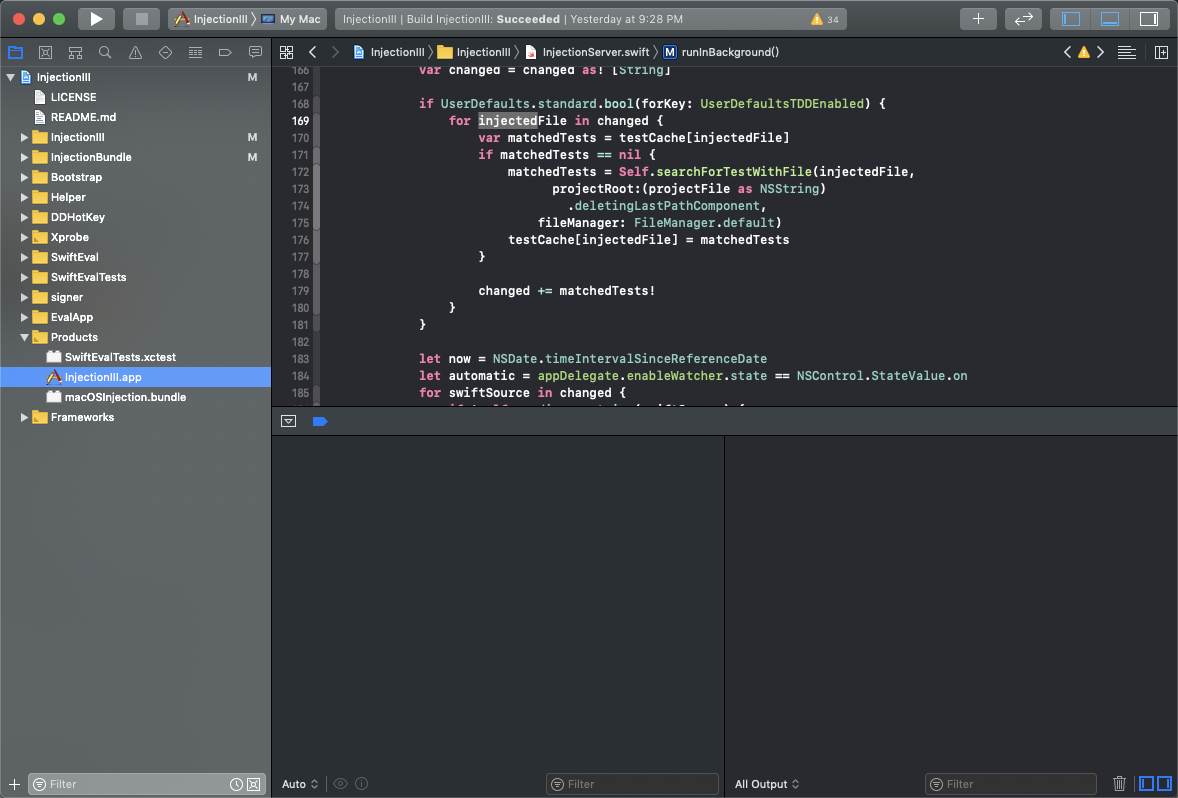 InjectionIII 〉 My Mac
InjectionIII | Build InjectionIII: Succeeded | Yesterday at 9:28 PM
34
InjectionIII 〉 InjectionIII 〉 InjectionServer.swift 〉 M runInBackground()
InjectionIII M
LICENSE
README.md
InjectionIII M
InjectionBundle M
Bootstrap
Helper
DDHotKey
Xprobe
SwiftEval
SwiftEvalTests
signer
EvalApp
Products
SwiftEvalTests.xctest
InjectionIII.app
macOSInjection.bundle
Frameworks
Filter
166 var changed = changed as! [String]
167
168 if UserDefaults.standard.bool(forKey: UserDefaultsTDDEnabled) {
169 for injectedFile in changed {
170 var matchedTests = testCache[injectedFile]
171 if matchedTests == nil {
172 matchedTests = Self.searchForTestWithFile(injectedFile,
173 projectRoot:(projectFile as NSString)
174 .deletingLastPathComponent,
175 fileManager: FileManager.default)
176 testCache[injectedFile] = matchedTests
177 }
178
179 changed += matchedTests!
180 }
181 }
182
183 let now = NSDate.timeIntervalSinceReferenceDate
184 let automatic = appDelegate.enableWatcher.state == NSControl.StateValue.on
185 for swiftSource in changed {
Auto
Filter
All Output
Filter